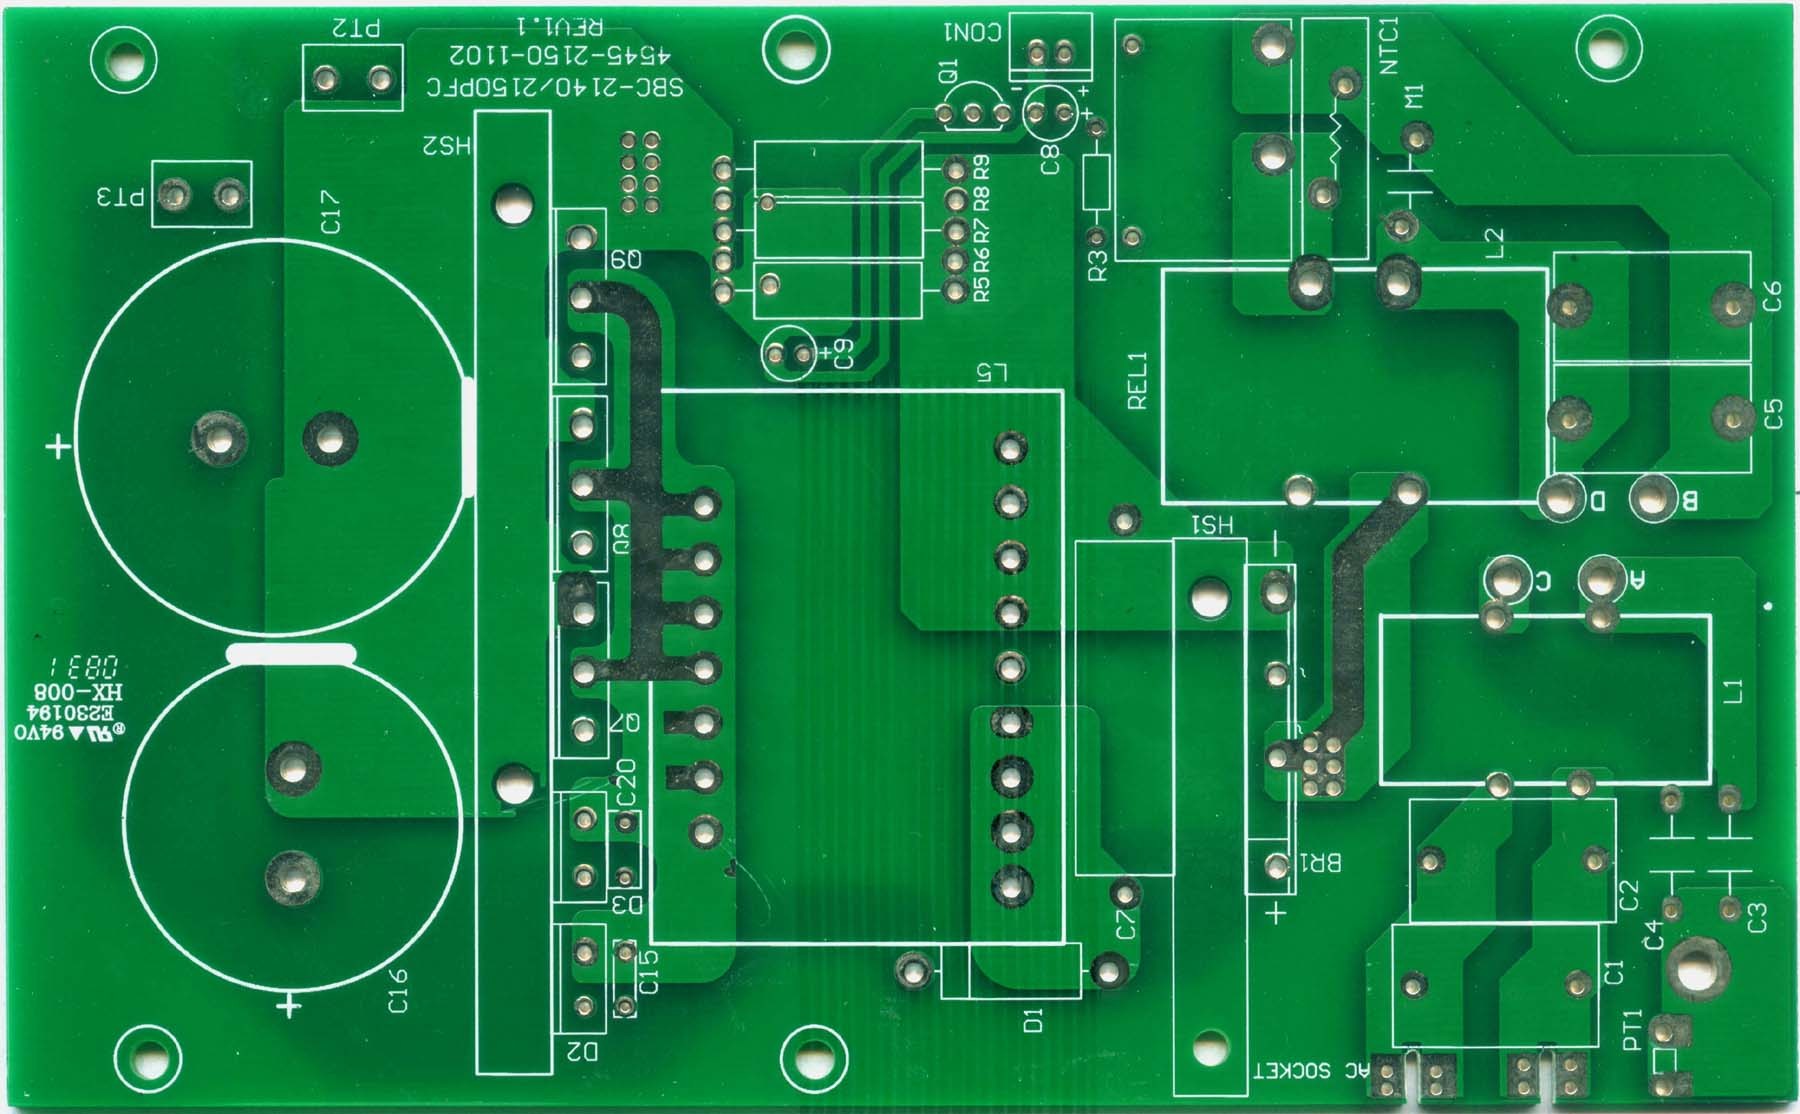 SBC-2140/2150PFC
4545-2150-1102
REV1.1
PT2
PT3
HS2
C17
+
C16
+
0831
HX-008
E230194
94V0
®
Q9
Q8
Q7
C20
D3
C15
D2
Q1
CON1
-
+
+
C8
R9
R8
R7
R6
R5
R3
+
C9
L5
NTC1
M1
L2
REL1
C6
C5
D
B
C
A
HS1
-
BR1
+
C7
D1
L1
C2
C1
C4
C3
PT1
AC SOCKET